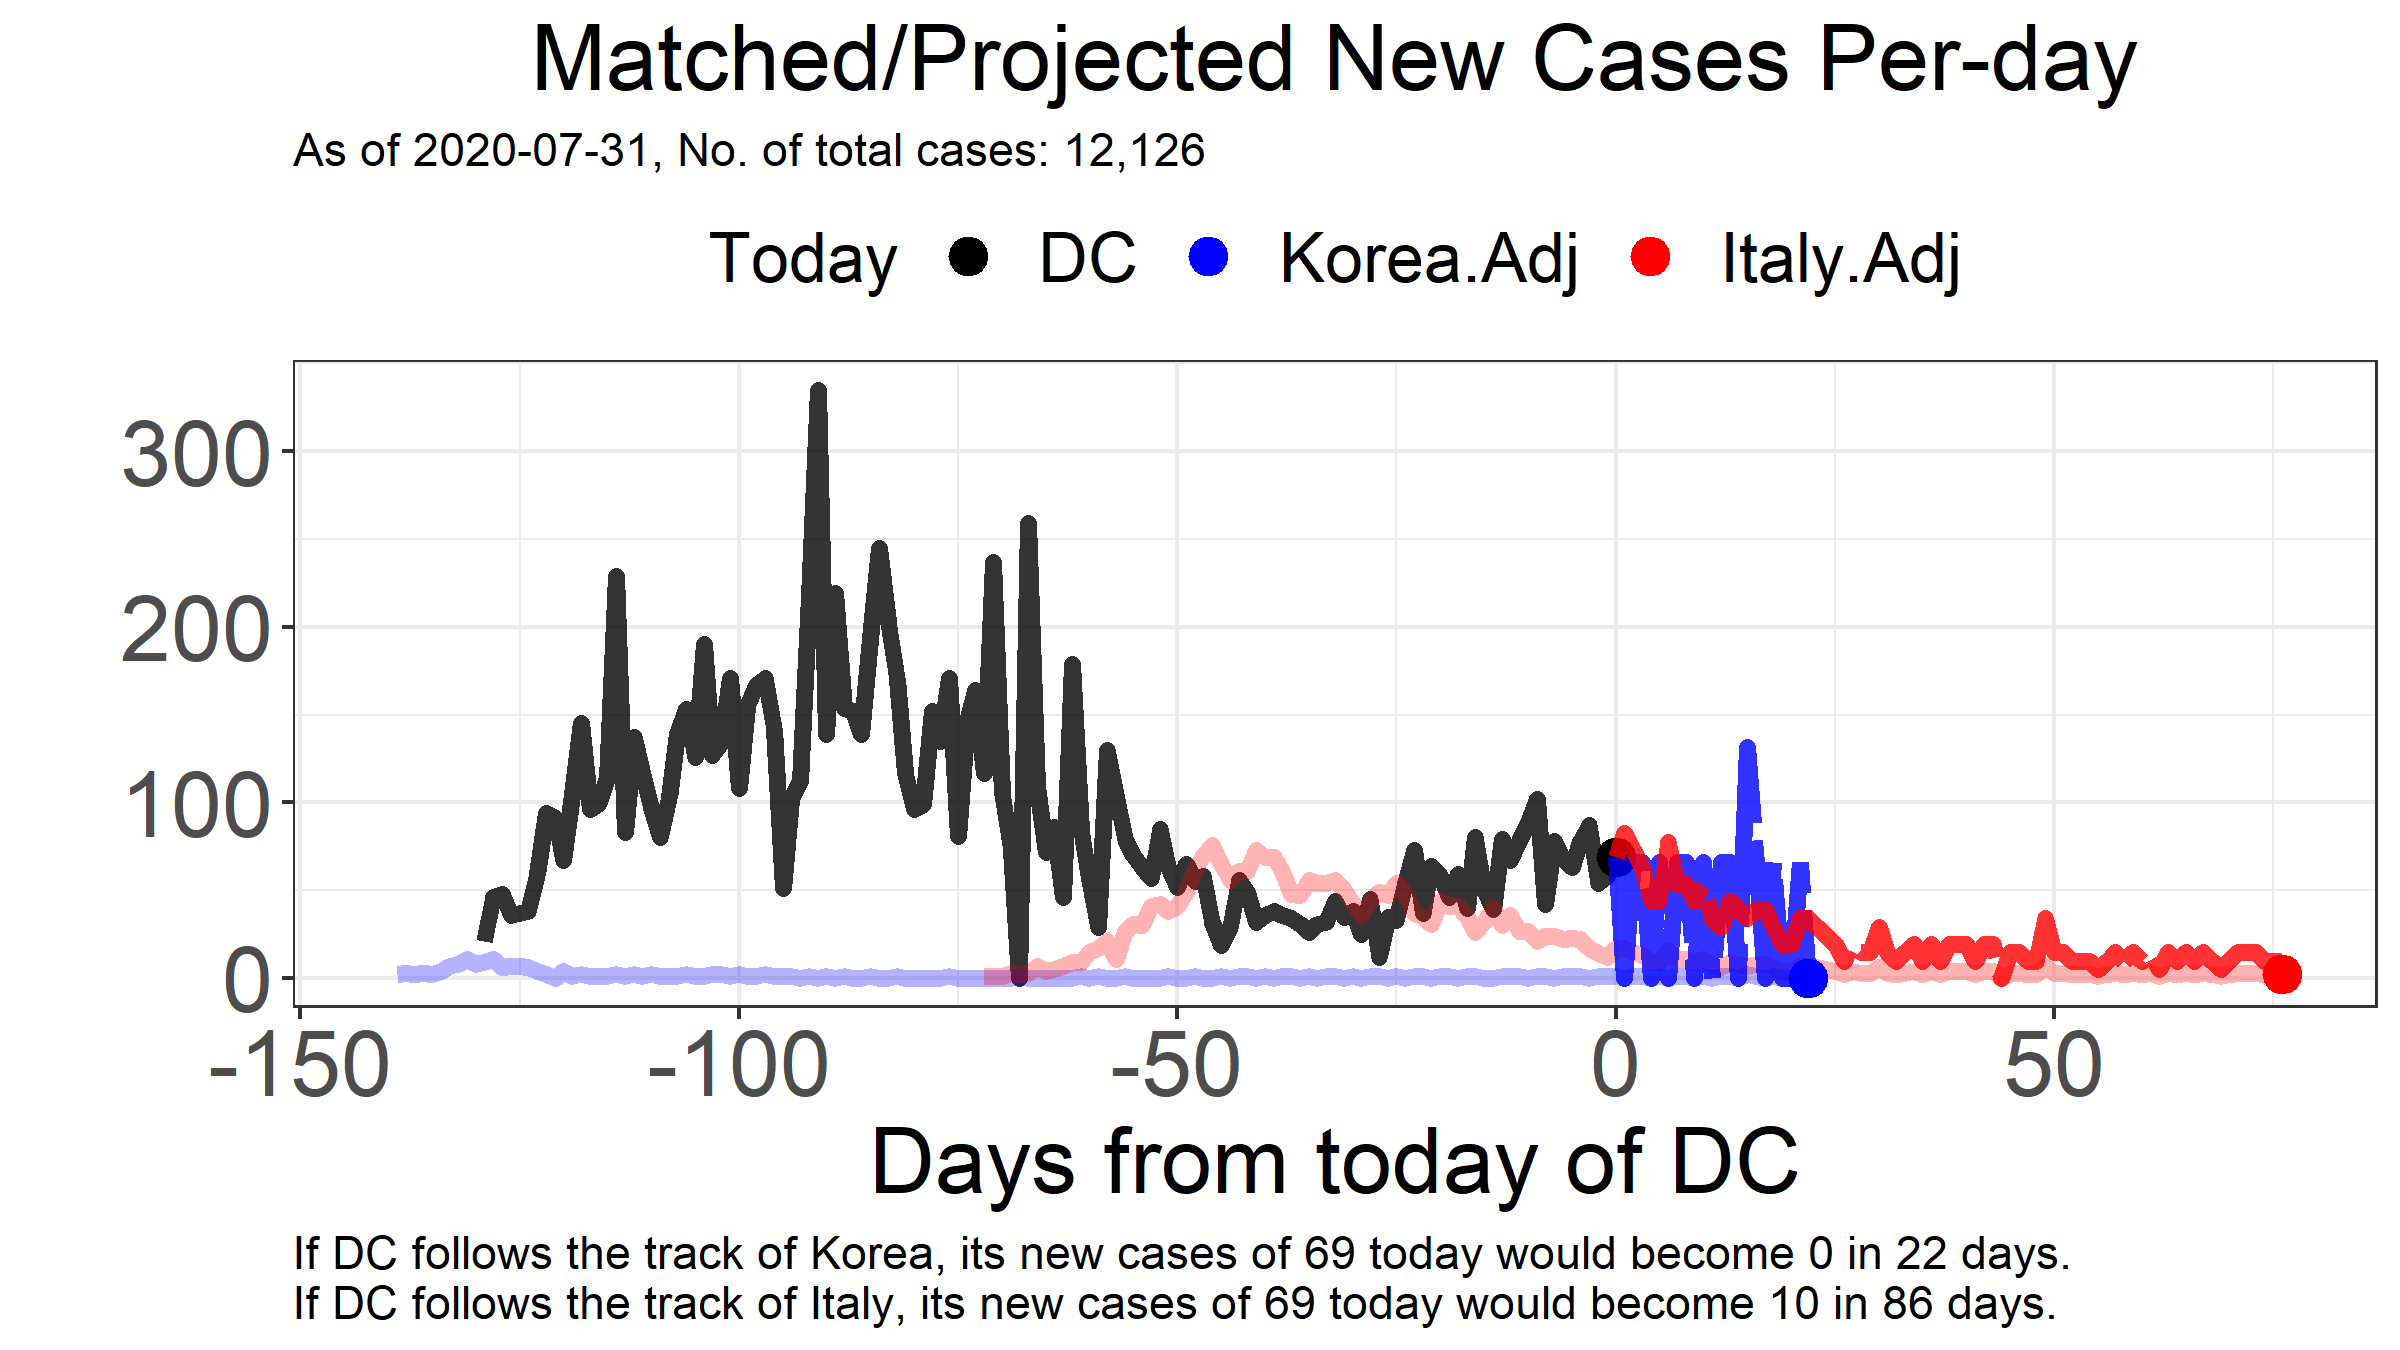 Matched/Projected New Cases Per-day
As of 2020-07-31, No. of total cases: 12,126
Today DC Korea.Adj Italy.Adj
300
200
100
0
-150 -100 -50 0 50
Days from today of DC
If DC follows the track of Korea, its new cases of 69 today would become 0 in 22 days.
If DC follows the track of Italy, its new cases of 69 today would become 10 in 86 days.